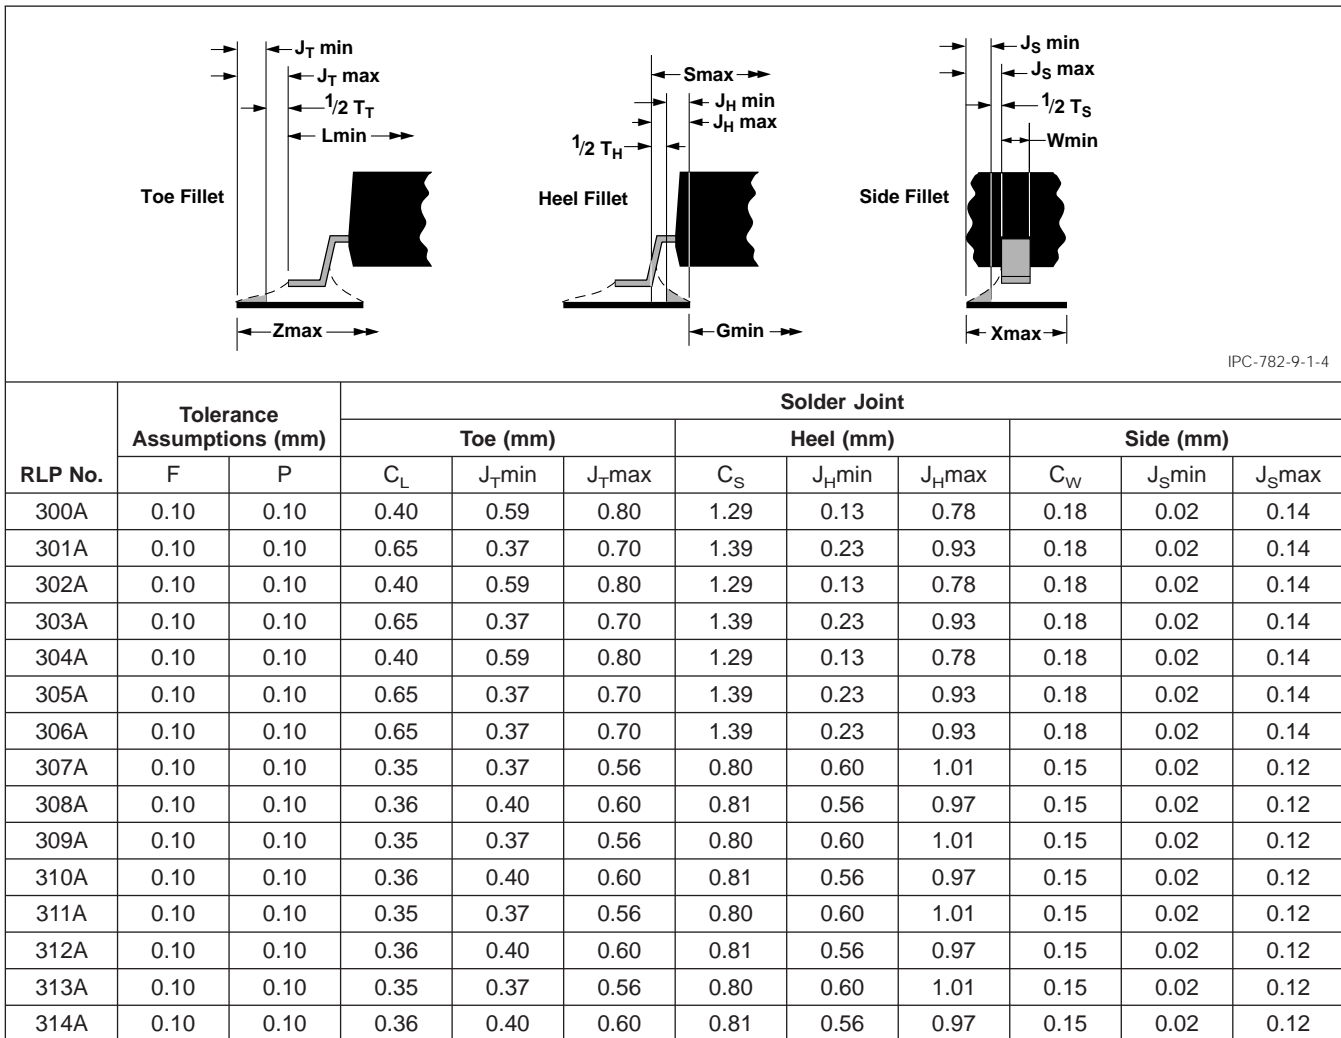 J_T min
J_T max
1/2 T_T
Lmin
Toe Fillet
Zmax
Smax
J_H min
J_H max
1/2 T_H
Heel Fillet
Gmin
J_S min
J_S max
1/2 T_S
Wmin
Side Fillet
Xmax
IPC-782-9-1-4
RLP No. Tolerance Assumptions (mm) Solder Joint
Toe (mm) Heel (mm) Side (mm)
F P C_L J_Tmin J_Tmax C_S J_Hmin J_Hmax C_W J_Smin J_Smax
300A 0.10 0.10 0.40 0.59 0.80 1.29 0.13 0.78 0.18 0.02 0.14
301A 0.10 0.10 0.65 0.37 0.70 1.39 0.23 0.93 0.18 0.02 0.14
302A 0.10 0.10 0.40 0.59 0.80 1.29 0.13 0.78 0.18 0.02 0.14
303A 0.10 0.10 0.65 0.37 0.70 1.39 0.23 0.93 0.18 0.02 0.14
304A 0.10 0.10 0.40 0.59 0.80 1.29 0.13 0.78 0.18 0.02 0.14
305A 0.10 0.10 0.65 0.37 0.70 1.39 0.23 0.93 0.18 0.02 0.14
306A 0.10 0.10 0.65 0.37 0.70 1.39 0.23 0.93 0.18 0.02 0.14
307A 0.10 0.10 0.35 0.37 0.56 0.80 0.60 1.01 0.15 0.02 0.12
308A 0.10 0.10 0.36 0.40 0.60 0.81 0.56 0.97 0.15 0.02 0.12
309A 0.10 0.10 0.35 0.37 0.56 0.80 0.60 1.01 0.15 0.02 0.12
310A 0.10 0.10 0.36 0.40 0.60 0.81 0.56 0.97 0.15 0.02 0.12
311A 0.10 0.10 0.35 0.37 0.56 0.80 0.60 1.01 0.15 0.02 0.12
312A 0.10 0.10 0.36 0.40 0.60 0.81 0.56 0.97 0.15 0.02 0.12
313A 0.10 0.10 0.35 0.37 0.56 0.80 0.60 1.01 0.15 0.02 0.12
314A 0.10 0.10 0.36 0.40 0.60 0.81 0.56 0.97 0.15 0.02 0.12